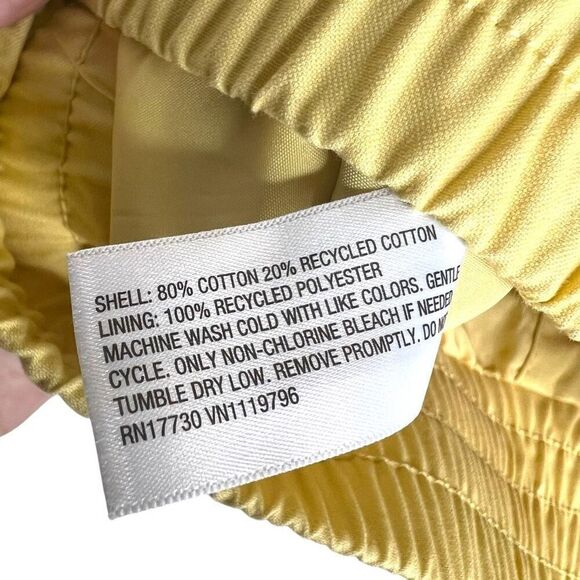 SHELL: 80% COTTON 20% RECYCLED COTTON
LINING: 100% RECYCLED POLYESTER
MACHINE WASH COLD WITH LIKE COLORS. GENTLE
CYCLE. ONLY NON-CHLORINE BLEACH IF NEEDED
TUMBLE DRY LOW. REMOVE PROMPTLY. DO
RN17730 VN1119796